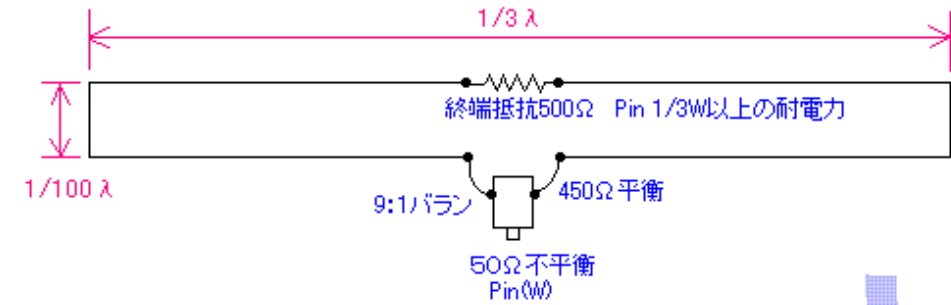 1/3 λ
終端抵抗500Ω Pin 1/3W以上の耐電力
1/100 λ
9:1バラン
450Ω 平衡
50Ω 不平衡
Pin(W)